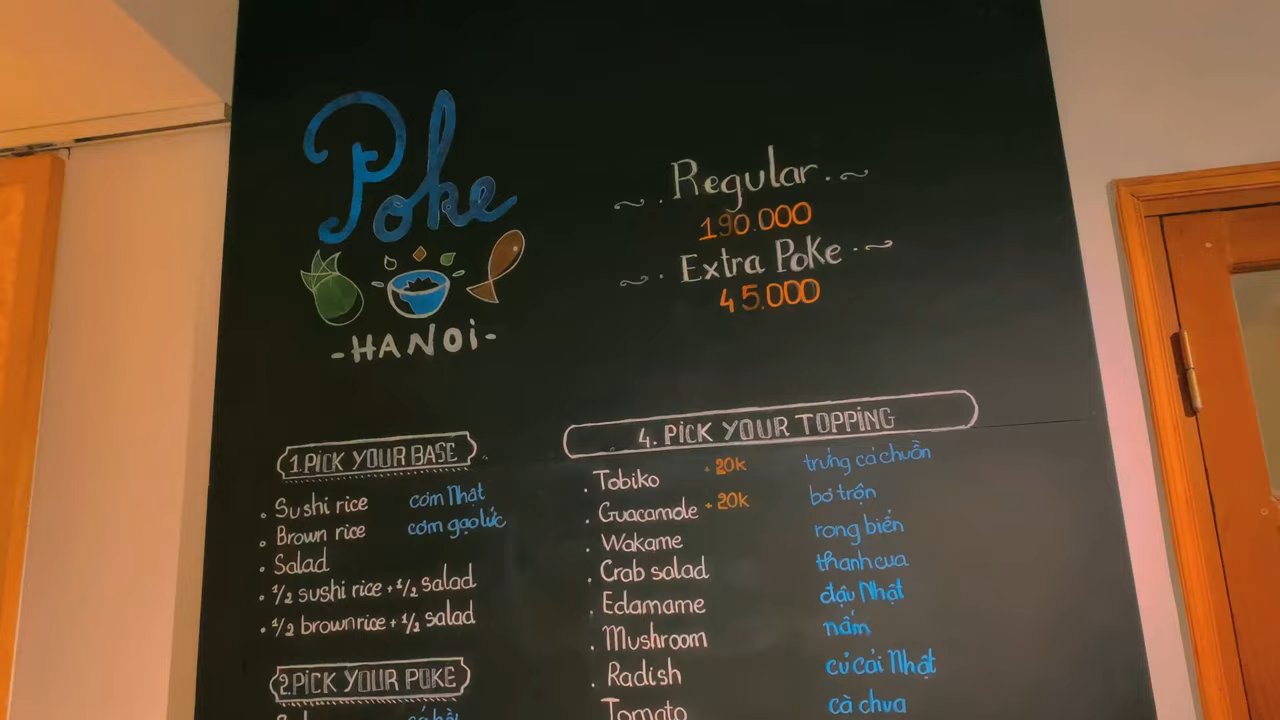 Poke
-HANOi-
Regular
190.000
Extra Poke
45.000
1.PiCK YOUR BASE
Sushi rice cơm Nhật
Brown rice cơm gạo lức
Salad
1/2 sushi rice + 1/2 salad
1/2 brown rice + 1/2 salad
2.PiCK YOUR POKE
4. PiCK YOUR TOPPiNG
Tobiko + 20k trứng cá chuồn
Guacamole + 20k bơ trộn
Wakame rong biển
Crab salad thanh cua
Edamame đậu Nhật
Mushroom nấm
Radish củ cải Nhật
Tomato cà chua